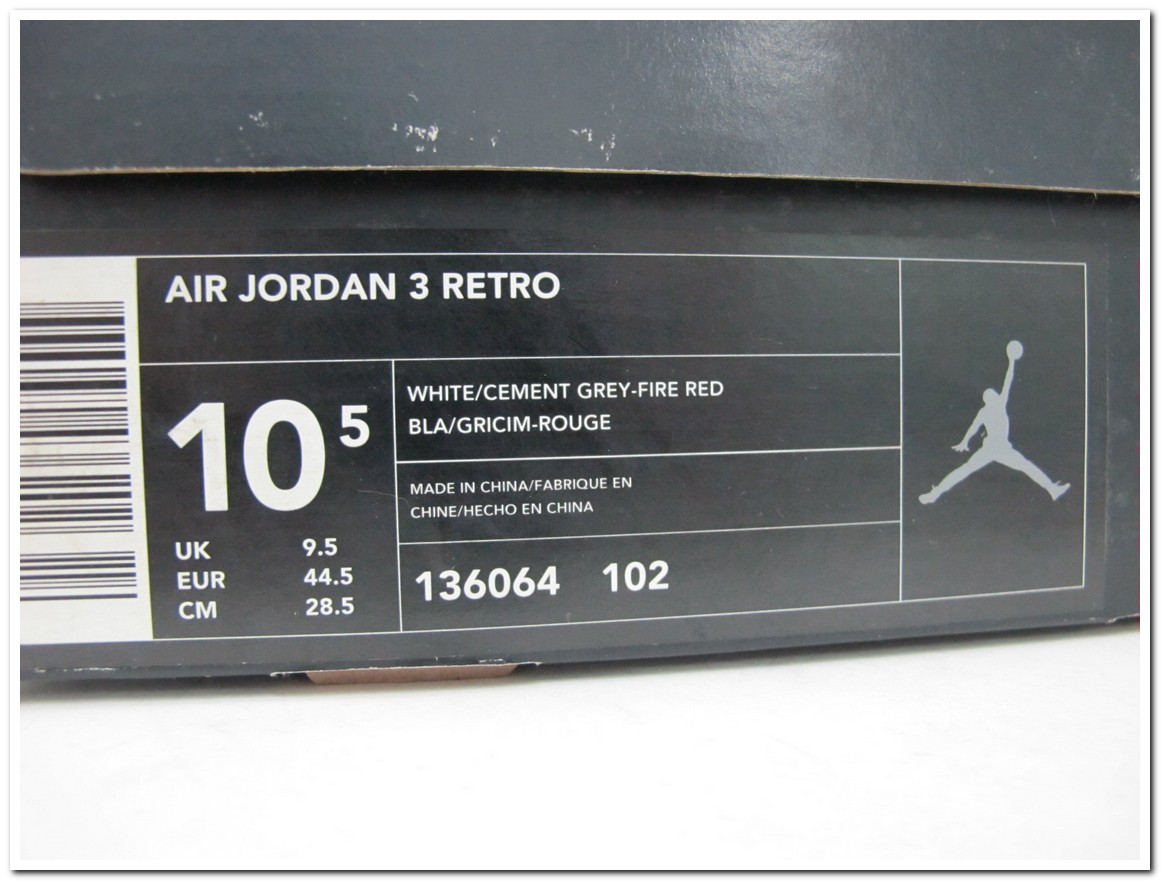 AIR JORDAN 3 RETRO
10 5
UK 9.5
EUR 44.5
CM 28.5
WHITE/CEMENT GREY-FIRE RED
BLA/GRICIM-ROUGE
MADE IN CHINA/FABRIQUE EN
CHINE/HECHO EN CHINA
136064 102